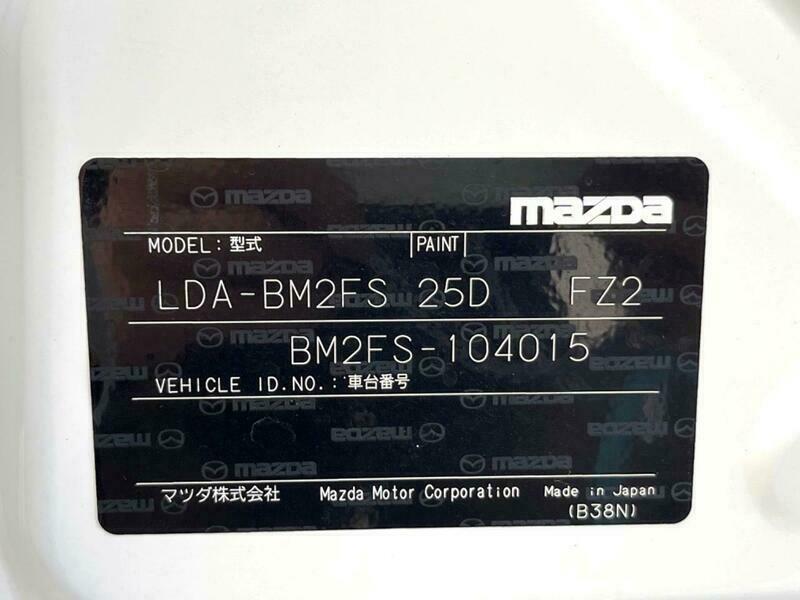 mazda
MODEL:型式 PAINT
LDA-BM2FS 25D FZ2
BM2FS-104015
VEHICLE ID.NO.:車台番号
マツダ株式会社 Mazda Motor Corporation Made in Japan
(B38N)